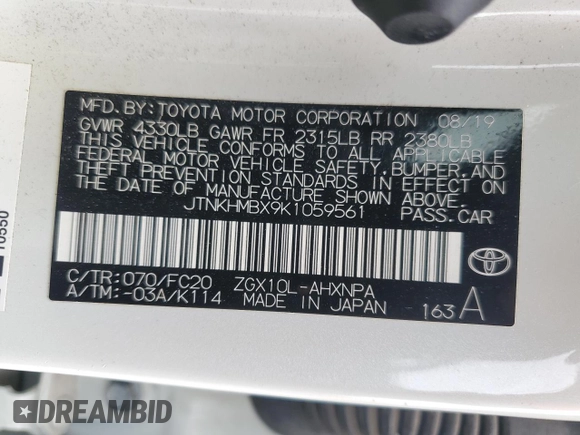 MFD. BY: TOYOTA MOTOR CORPORATION 08/19
GVWR 4330LB GAWR FR 2315LB RR 2380LB
THIS VEHICLE CONFORMS TO ALL APPLICABLE
FEDERAL MOTOR VEHICLE SAFETY, BUMPER, AND
THEFT PREVENTION STANDARDS IN EFFECT ON
THE DATE OF MANUFACTURE SHOWN ABOVE.
JTNKHMBX9K1059561 PASS.CAR
C/TR:070/FC20 ZGX10L-AHXNPA
A/TM:-03A/K114 MADE IN JAPAN 163 A
10550
DREAMBID